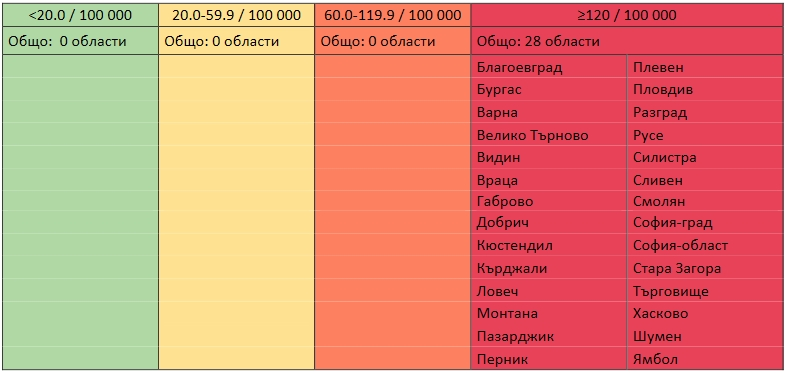 <20.0 / 100 000 20.0-59.9 / 100 000 60.0-119.9 / 100 000 ≥120 / 100 000
Общо: 0 области Общо: 0 области Общо: 0 области Общо: 28 области
Благоевград Плевен
Бургас Пловдив
Варна Разград
Велико Търново Русе
Видин Силистра
Враца Сливен
Габрово Смолян
Добрич София-град
Кюстендил София-област
Кърджали Стара Загора
Ловеч Търговище
Монтана Хасково
Пазарджик Шумен
Перник Ямбол